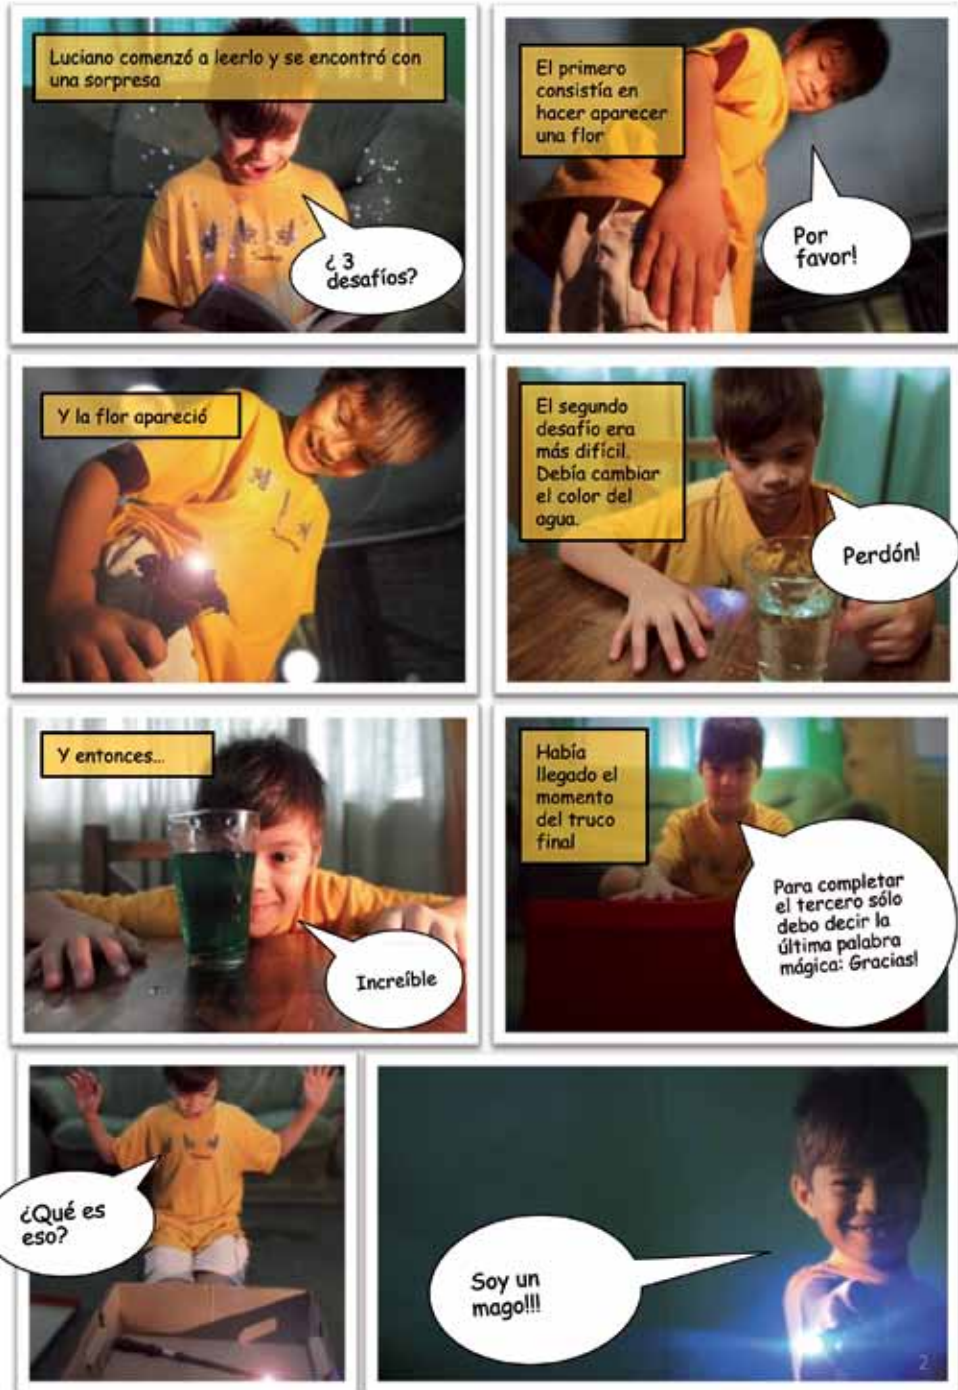 Luciano comenzó a leerlo y se encontró con
una sorpresa
¿ 3
desafíos?
El primero
consistía en
hacer aparecer
una flor
Por
favor!
Y la flor apareció
El segundo
desafío era
más difícil.
Debía cambiar
el color del
agua.
Perdón!
Y entonces...
Increíble
Había
llegado el
momento
del truco
final
Para completar
el tercero sólo
debo decir la
última palabra
mágica: Gracias!
¿Qué es
eso?
Soy un
mago!!!
2